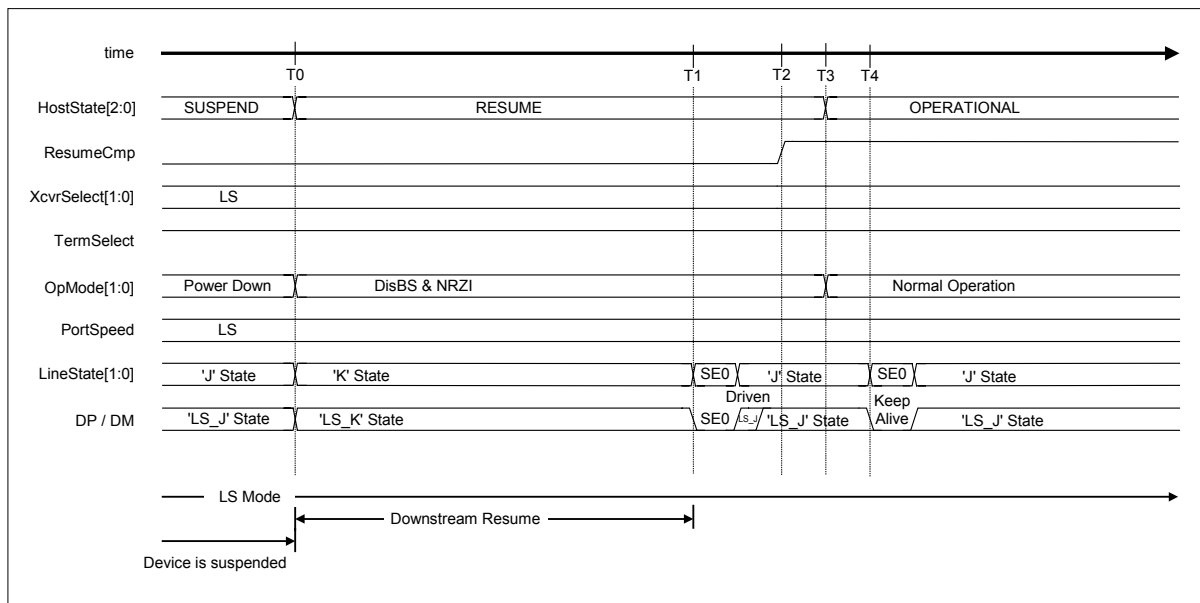 time
T0 T1 T2 T3 T4
HostState[2:0] SUSPEND RESUME OPERATIONAL
ResumeCmp
XcvrSelect[1:0] LS
TermSelect
OpMode[1:0] Power Down DisBS & NRZI Normal Operation
PortSpeed LS
LineState[1:0] 'J' State 'K' State SE0 'J' State SE0 'J' State
Driven Keep
DP / DM 'LS_J' State 'LS_K' State SE0 LS_J 'LS_J' State Alive 'LS_J' State
LS Mode
Downstream Resume
Device is suspended